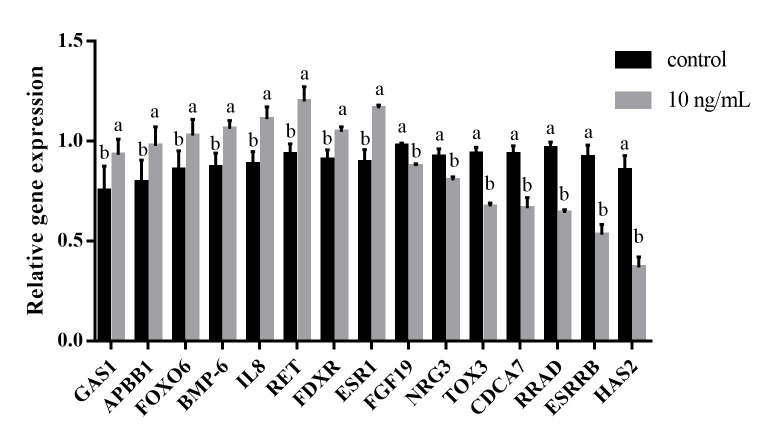 Relative gene expression
1.5
1.0
0.5
0.0
control
10 ng/mL
b a b a b a b a b a b a b a b a a b a b a b a b a b a b a b
GAS1
APBB1
FOXO6
BMP-6
IL8
RET
FDXR
ESR1
FGF19
NRG3
TOX3
CDCA7
RRAD
ESRRB
HAS2